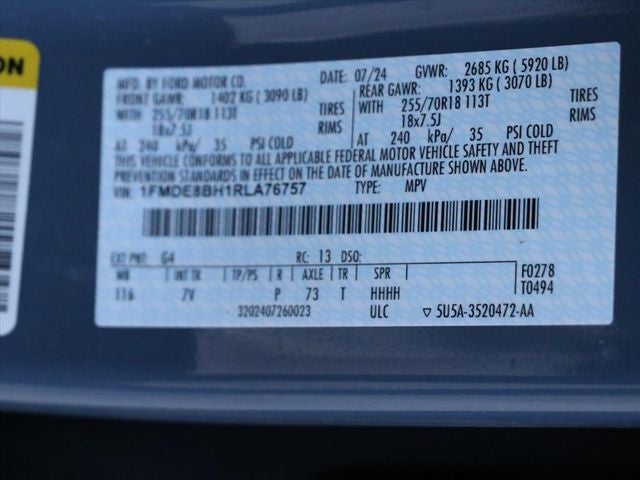 ON
MFD. BY FORD MOTOR CO.
DATE: 07/24 GVWR: 2685 KG ( 5920 LB)
FRONT GAWR: 1402 KG ( 3090 LB) REAR GAWR: 1393 KG ( 3070 LB)
WITH 255/70R18 113T TIRES WITH 255/70R18 113T TIRES
18x7.5J RIMS 18x7.5J RIMS
AT 240 kPa/ 35 PSI COLD AT 240 kPa/ 35 PSI COLD
THIS VEHICLE CONFORMS TO ALL APPLICABLE FEDERAL MOTOR VEHICLE SAFETY AND THEFT
PREVENTION STANDARDS IN EFFECT ON THE DATE OF MANUFACTURE SHOWN ABOVE.
VIN: 1FMDE8BH1RLA76757 TYPE: MPV
EXT PNT: G4 RC: 13 DSO:
WB INT TR TP/PS R AXLE TR SPR F0278
116 7V P 73 T HHHH T0494
3202407260023 ULC ▽ 5U5A-3520472-AA